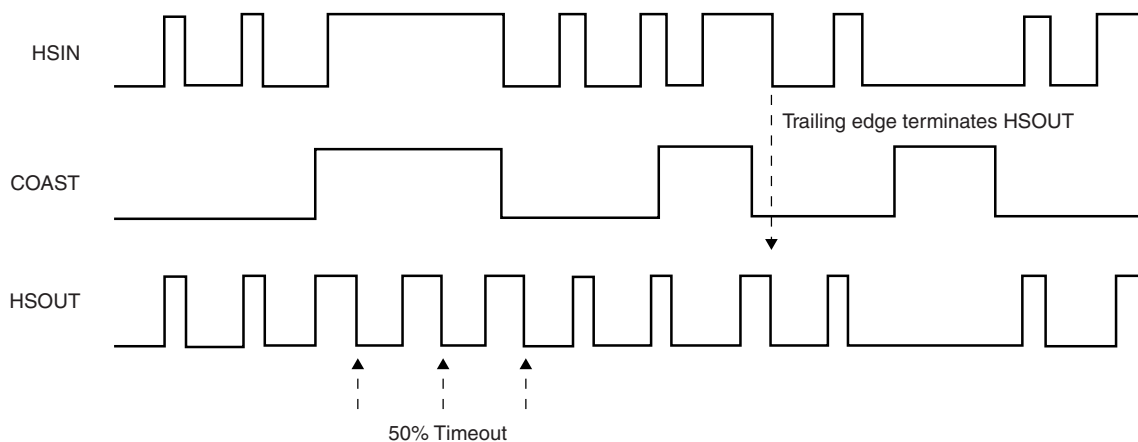 HSIN
Trailing edge terminates HSOUT
COAST
HSOUT
50% Timeout